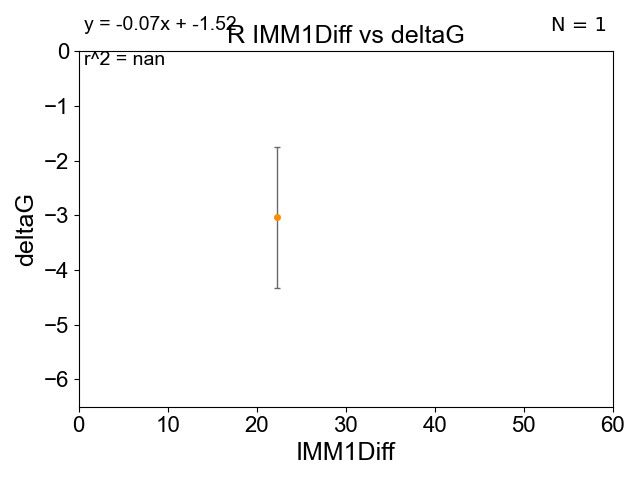 y = -0.07x + -1.52
R IMM1Diff vs deltaG
N = 1
r^2 = nan
0
−1
−2
−3
−4
−5
−6
deltaG
0 10 20 30 40 50 60
IMM1Diff